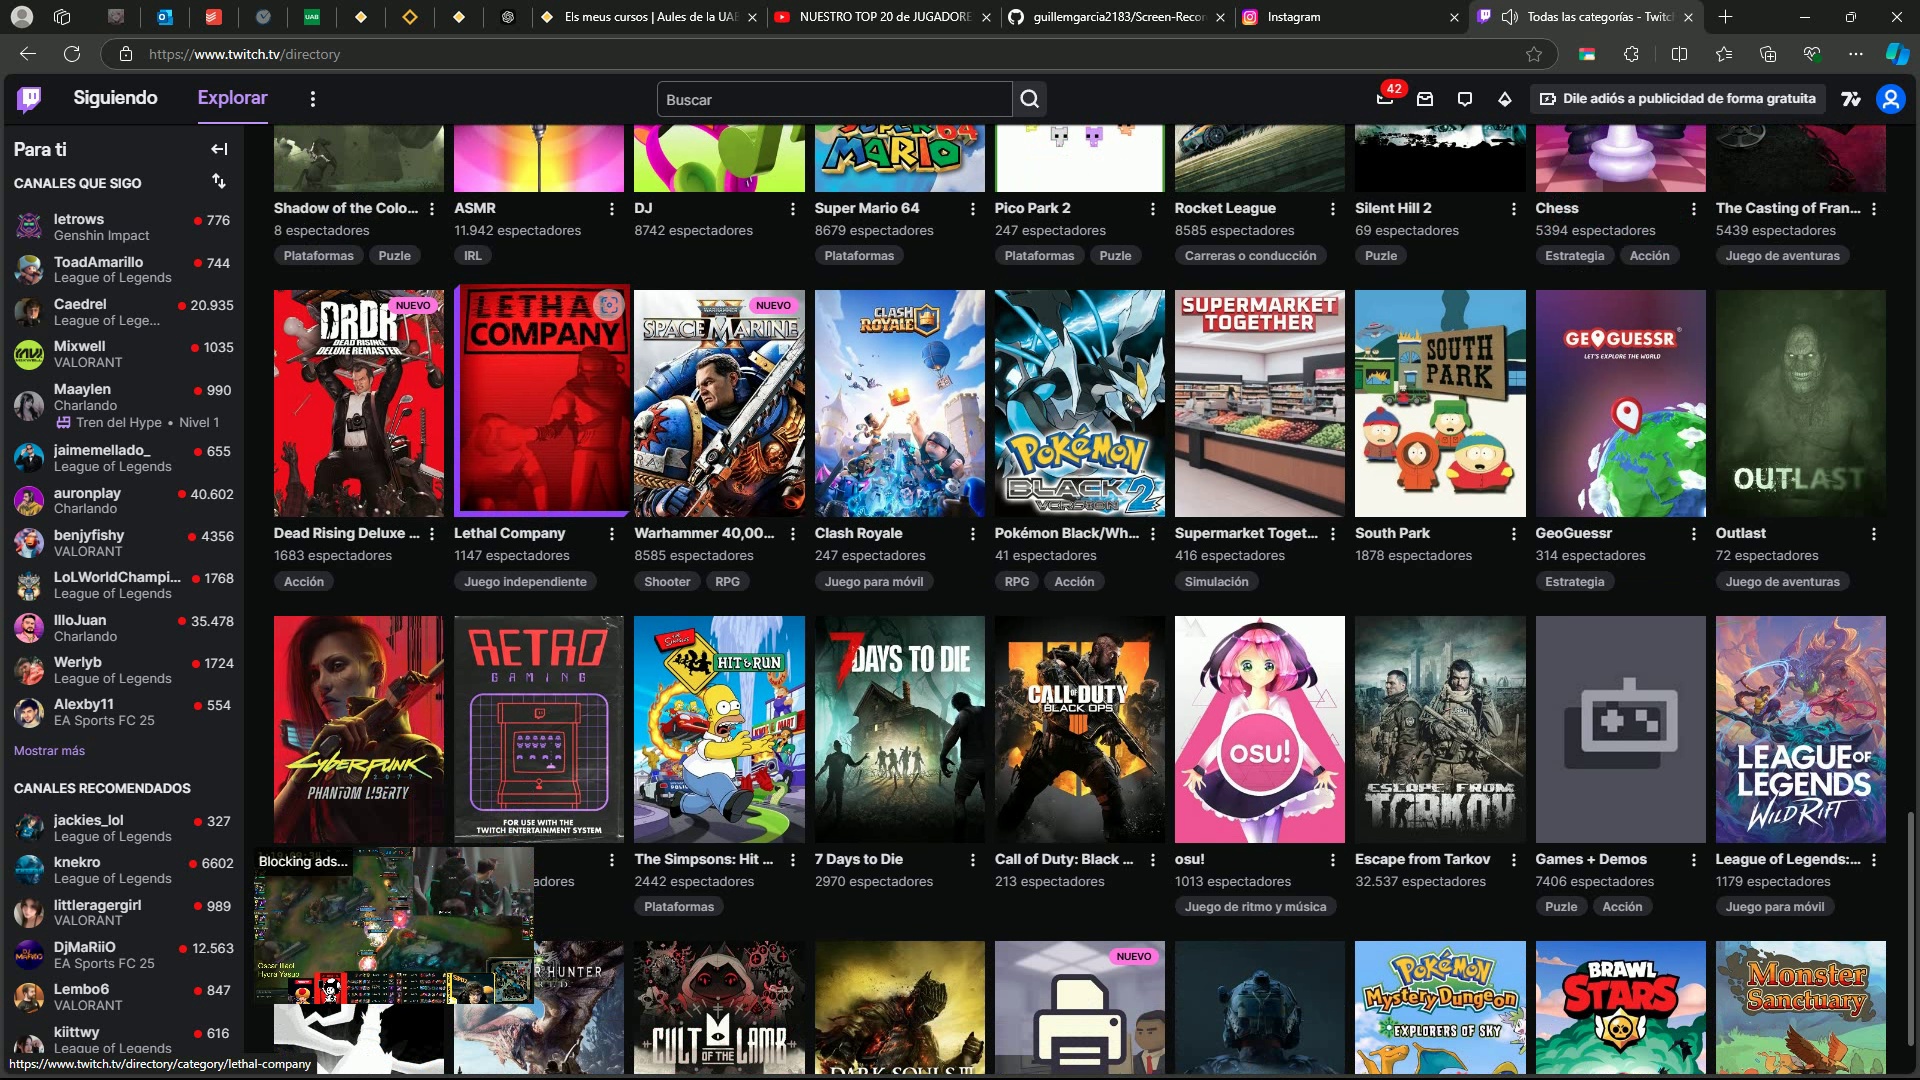 UAB
Els meus cursos | Aules de la UAB
NUESTRO TOP 20 de JUGADORE
guillemgarcia2183/Screen-Recor
Instagram
Todas las categorías - Twitch
https://www.twitch.tv/directory
Siguiendo
Explorar
Buscar
42
Dile adiós a publicidad de forma gratuita
Para ti
CANALES QUE SIGO
letrows
776
Genshin Impact
ToadAmarillo
744
League of Legends
Caedrel
20.935
League of Lege...
Mixwell
1035
VALORANT
Maaylen
990
Charlando
Tren del Hype • Nivel 1
jaimemellado_
655
League of Legends
auronplay
40.602
Charlando
benjyfishy
4356
VALORANT
LoLWorldChampi...
1768
League of Legends
IlloJuan
35.478
Charlando
Werlyb
1724
League of Legends
Alexby11
554
EA Sports FC 25
Mostrar más
CANALES RECOMENDADOS
jackies_lol
327
League of Legends
knekro
6602
League of Legends
littleragergirl
989
VALORANT
DjMaRiiO
12.563
EA Sports FC 25
Lembo6
847
VALORANT
kiittwy
616
League of Legends
SUPER MARIO 64
Shadow of the Colo...
8 espectadores
Plataformas
Puzle
ASMR
11.942 espectadores
IRL
DJ
8742 espectadores
Super Mario 64
8679 espectadores
Plataformas
Pico Park 2
247 espectadores
Plataformas
Puzle
Rocket League
8585 espectadores
Carreras o conducción
Silent Hill 2
69 espectadores
Puzle
Chess
5394 espectadores
Estrategia
Acción
The Casting of Fran...
5439 espectadores
Juego de aventuras
NUEVO
DRDR
DEAD RISING
DELUXE REMASTER
Dead Rising Deluxe ...
1683 espectadores
Acción
LETHAL
COMPANY
Lethal Company
1147 espectadores
Juego independiente
NUEVO
SPACE MARINE
Warhammer 40,00...
8585 espectadores
Shooter
RPG
CLASH
ROYALE
Clash Royale
247 espectadores
Juego para móvil
POKéMON
BLACK 2
VERSION
Pokémon Black/Wh...
41 espectadores
RPG
Acción
SUPERMARKET
TOGETHER
Supermarket Toget...
416 espectadores
Simulación
SOUTH
PARK
South Park
1878 espectadores
GEOGUESSR
LET'S EXPLORE THE WORLD
GeoGuessr
314 espectadores
Estrategia
OUTLAST
Outlast
72 espectadores
Juego de aventuras
CYBERPUNK
2077
PHANTOM LIBERTY
RETRO
GAMING
FOR USE WITH THE
TWITCH ENTERTAINMENT SYSTEM
adores
THE SIMPSONS
HIT & RUN
The Simpsons: Hit ...
2442 espectadores
Plataformas
7 DAYS TO DIE
7 Days to Die
2970 espectadores
CALL OF DUTY
BLACK OPS
IIII
Call of Duty: Black ...
213 espectadores
osu!
osu!
1013 espectadores
Juego de ritmo y música
ESCAPE FROM
TARKOV
Escape from Tarkov
32.537 espectadores
Games + Demos
7406 espectadores
Puzle
Acción
LEAGUE OF
LEGENDS
WILD RIFT
League of Legends:...
1179 espectadores
Juego para móvil
Blocking ads...
R HUNTER
CULT OF THE LAMB
DARK SOULS III
NUEVO
POKéMON
Mystery Dungeon
EXPLORERS OF SKY
BRAWL
STARS
Monster
Sanctuary
https://www.twitch.tv/directory/category/lethal-company